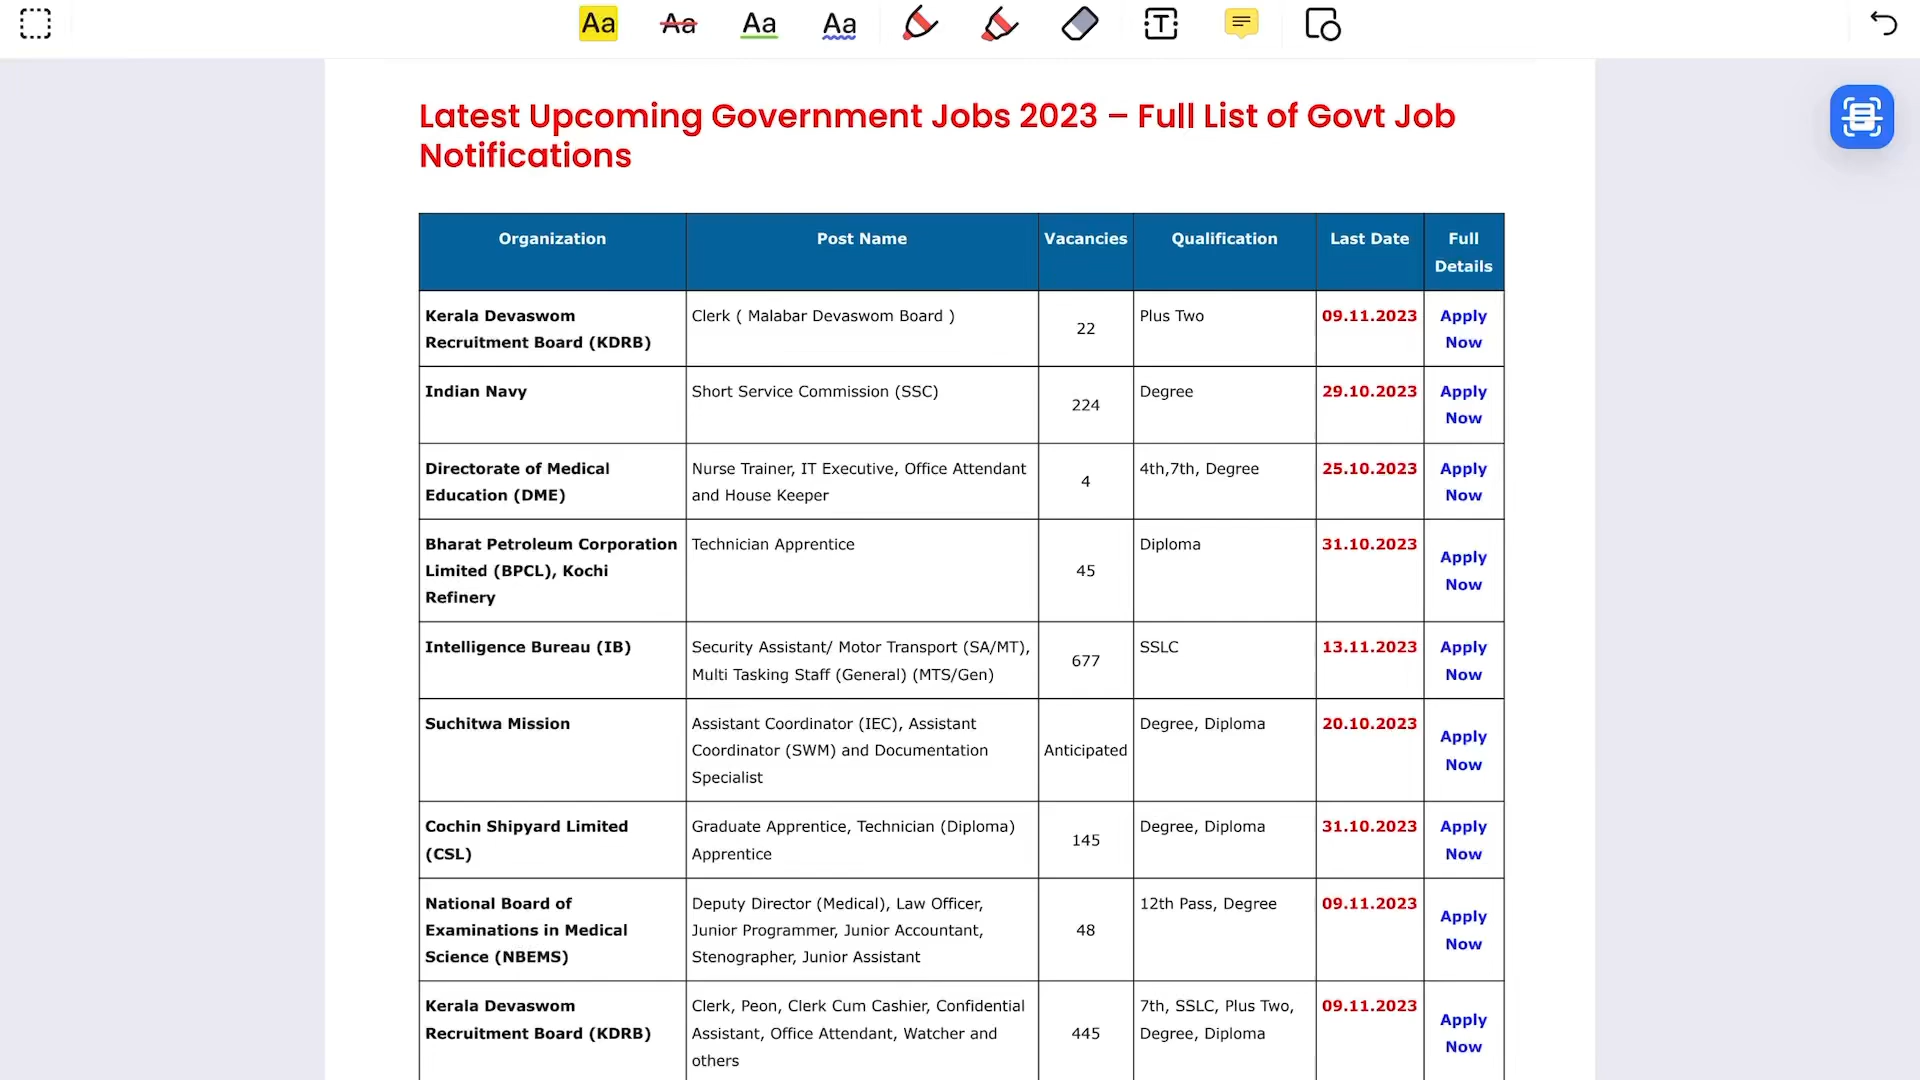 Aa Aa Aa Aa T
Latest Upcoming Government Jobs 2023 – Full List of Govt Job
Notifications
Organization Post Name Vacancies Qualification Last Date Full
Details
Kerala Devaswom
Recruitment Board (KDRB)
Clerk ( Malabar Devaswom Board )
22
Plus Two
09.11.2023
Apply
Now
Indian Navy
Short Service Commission (SSC)
224
Degree
29.10.2023
Apply
Now
Directorate of Medical
Education (DME)
Nurse Trainer, IT Executive, Office Attendant
and House Keeper
4
4th,7th, Degree
25.10.2023
Apply
Now
Bharat Petroleum Corporation
Limited (BPCL), Kochi
Refinery
Technician Apprentice
45
Diploma
31.10.2023
Apply
Now
Intelligence Bureau (IB)
Security Assistant/ Motor Transport (SA/MT),
Multi Tasking Staff (General) (MTS/Gen)
677
SSLC
13.11.2023
Apply
Now
Suchitwa Mission
Assistant Coordinator (IEC), Assistant
Coordinator (SWM) and Documentation
Specialist
Anticipated
Degree, Diploma
20.10.2023
Apply
Now
Cochin Shipyard Limited
(CSL)
Graduate Apprentice, Technician (Diploma)
Apprentice
145
Degree, Diploma
31.10.2023
Apply
Now
National Board of
Examinations in Medical
Science (NBEMS)
Deputy Director (Medical), Law Officer,
Junior Programmer, Junior Accountant,
Stenographer, Junior Assistant
48
12th Pass, Degree
09.11.2023
Apply
Now
Kerala Devaswom
Recruitment Board (KDRB)
Clerk, Peon, Clerk Cum Cashier, Confidential
Assistant, Office Attendant, Watcher and
others
445
7th, SSLC, Plus Two,
Degree, Diploma
09.11.2023
Apply
Now